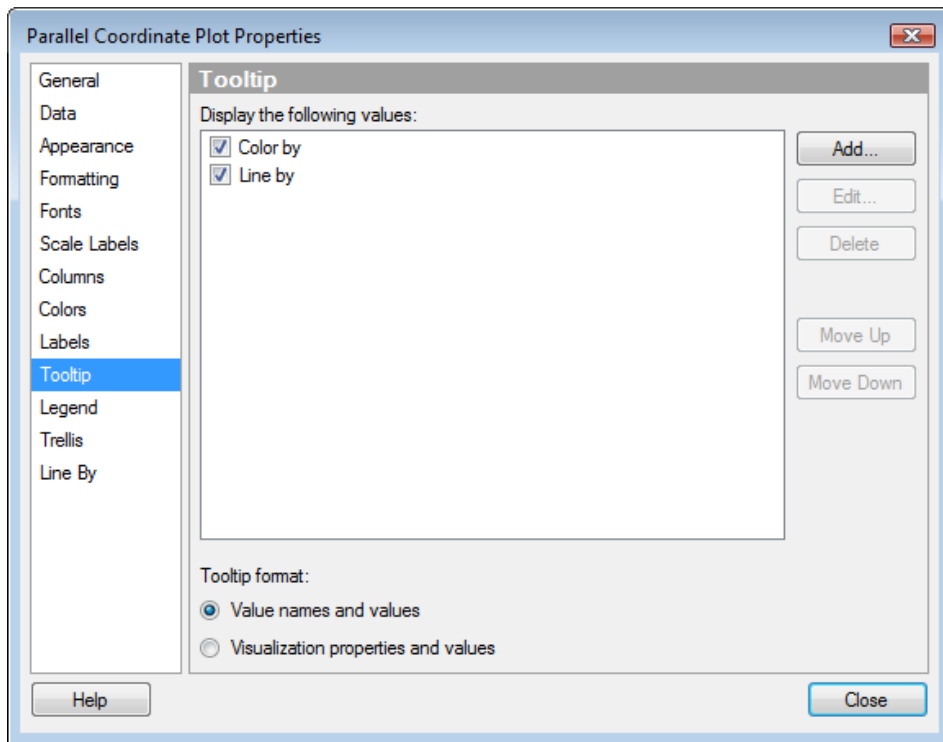 Parallel Coordinate Plot Properties
General
Data
Appearance
Formatting
Fonts
Scale Labels
Columns
Colors
Labels
Tooltip
Legend
Trellis
Line By
Tooltip
Display the following values:
Color by
Line by
Add...
Edit...
Delete
Move Up
Move Down
Tooltip format:
Value names and values
Visualization properties and values
Help
Close